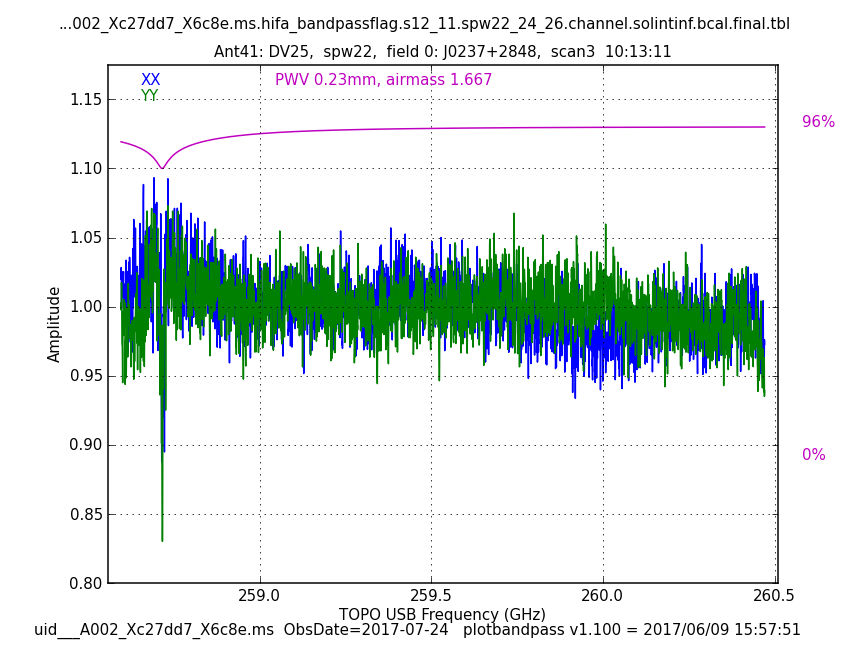 ...002_Xc27dd7_X6c8e.ms.hifa_bandpassflag.s12_11.spw22_24_26.channel.solintinf.bcal.final.tbl
Ant41: DV25,  spw22,  field 0: J0237+2848,  scan3  10:13:11
XX
YY
PWV 0.23mm, airmass 1.667
96%
0%
1.15
1.10
1.05
1.00
0.95
0.90
0.85
0.80
Amplitude
259.0
259.5
260.0
260.5
TOPO USB Frequency (GHz)
uid___A002_Xc27dd7_X6c8e.ms  ObsDate=2017-07-24   plotbandpass v1.100 = 2017/06/09 15:57:51